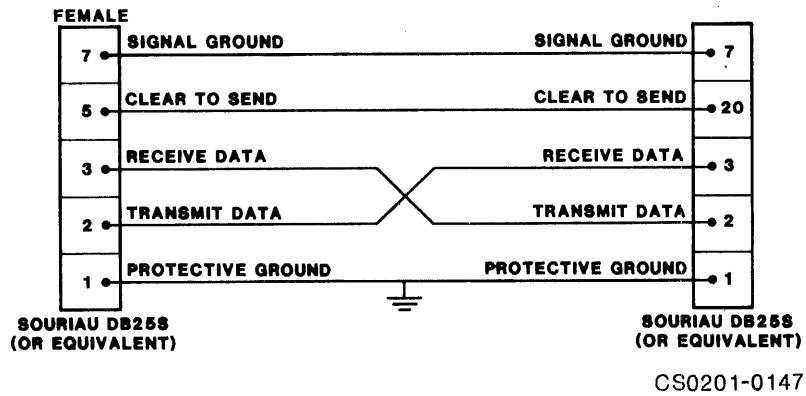 FEMALE
7 SIGNAL GROUND SIGNAL GROUND 7
5 CLEAR TO SEND CLEAR TO SEND 20
3 RECEIVE DATA RECEIVE DATA 3
2 TRANSMIT DATA TRANSMIT DATA 2
1 PROTECTIVE GROUND PROTECTIVE GROUND 1
SOURIAU DB25S SOURIAU DB25S
(OR EQUIVALENT) (OR EQUIVALENT)
CS0201-0147